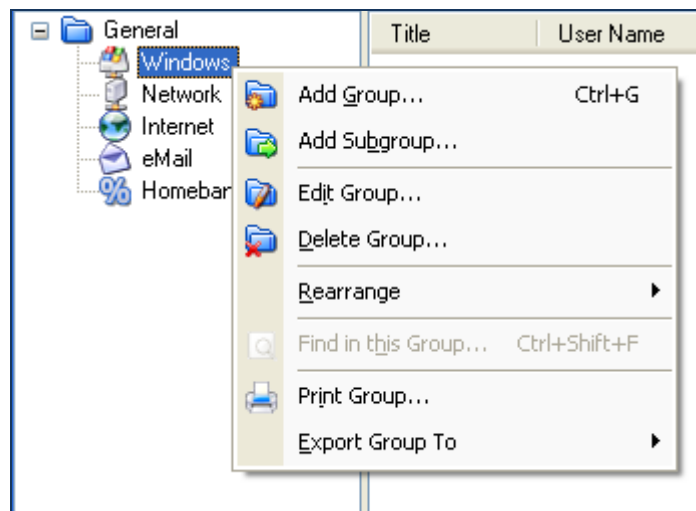 General
Title
User Name
Windows
Network
Internet
eMail
Add Group... Ctrl+G
Add Subgroup...
Edit Group...
Delete Group...
Rearrange
Find in this Group... Ctrl+Shift+F
Print Group...
Export Group To